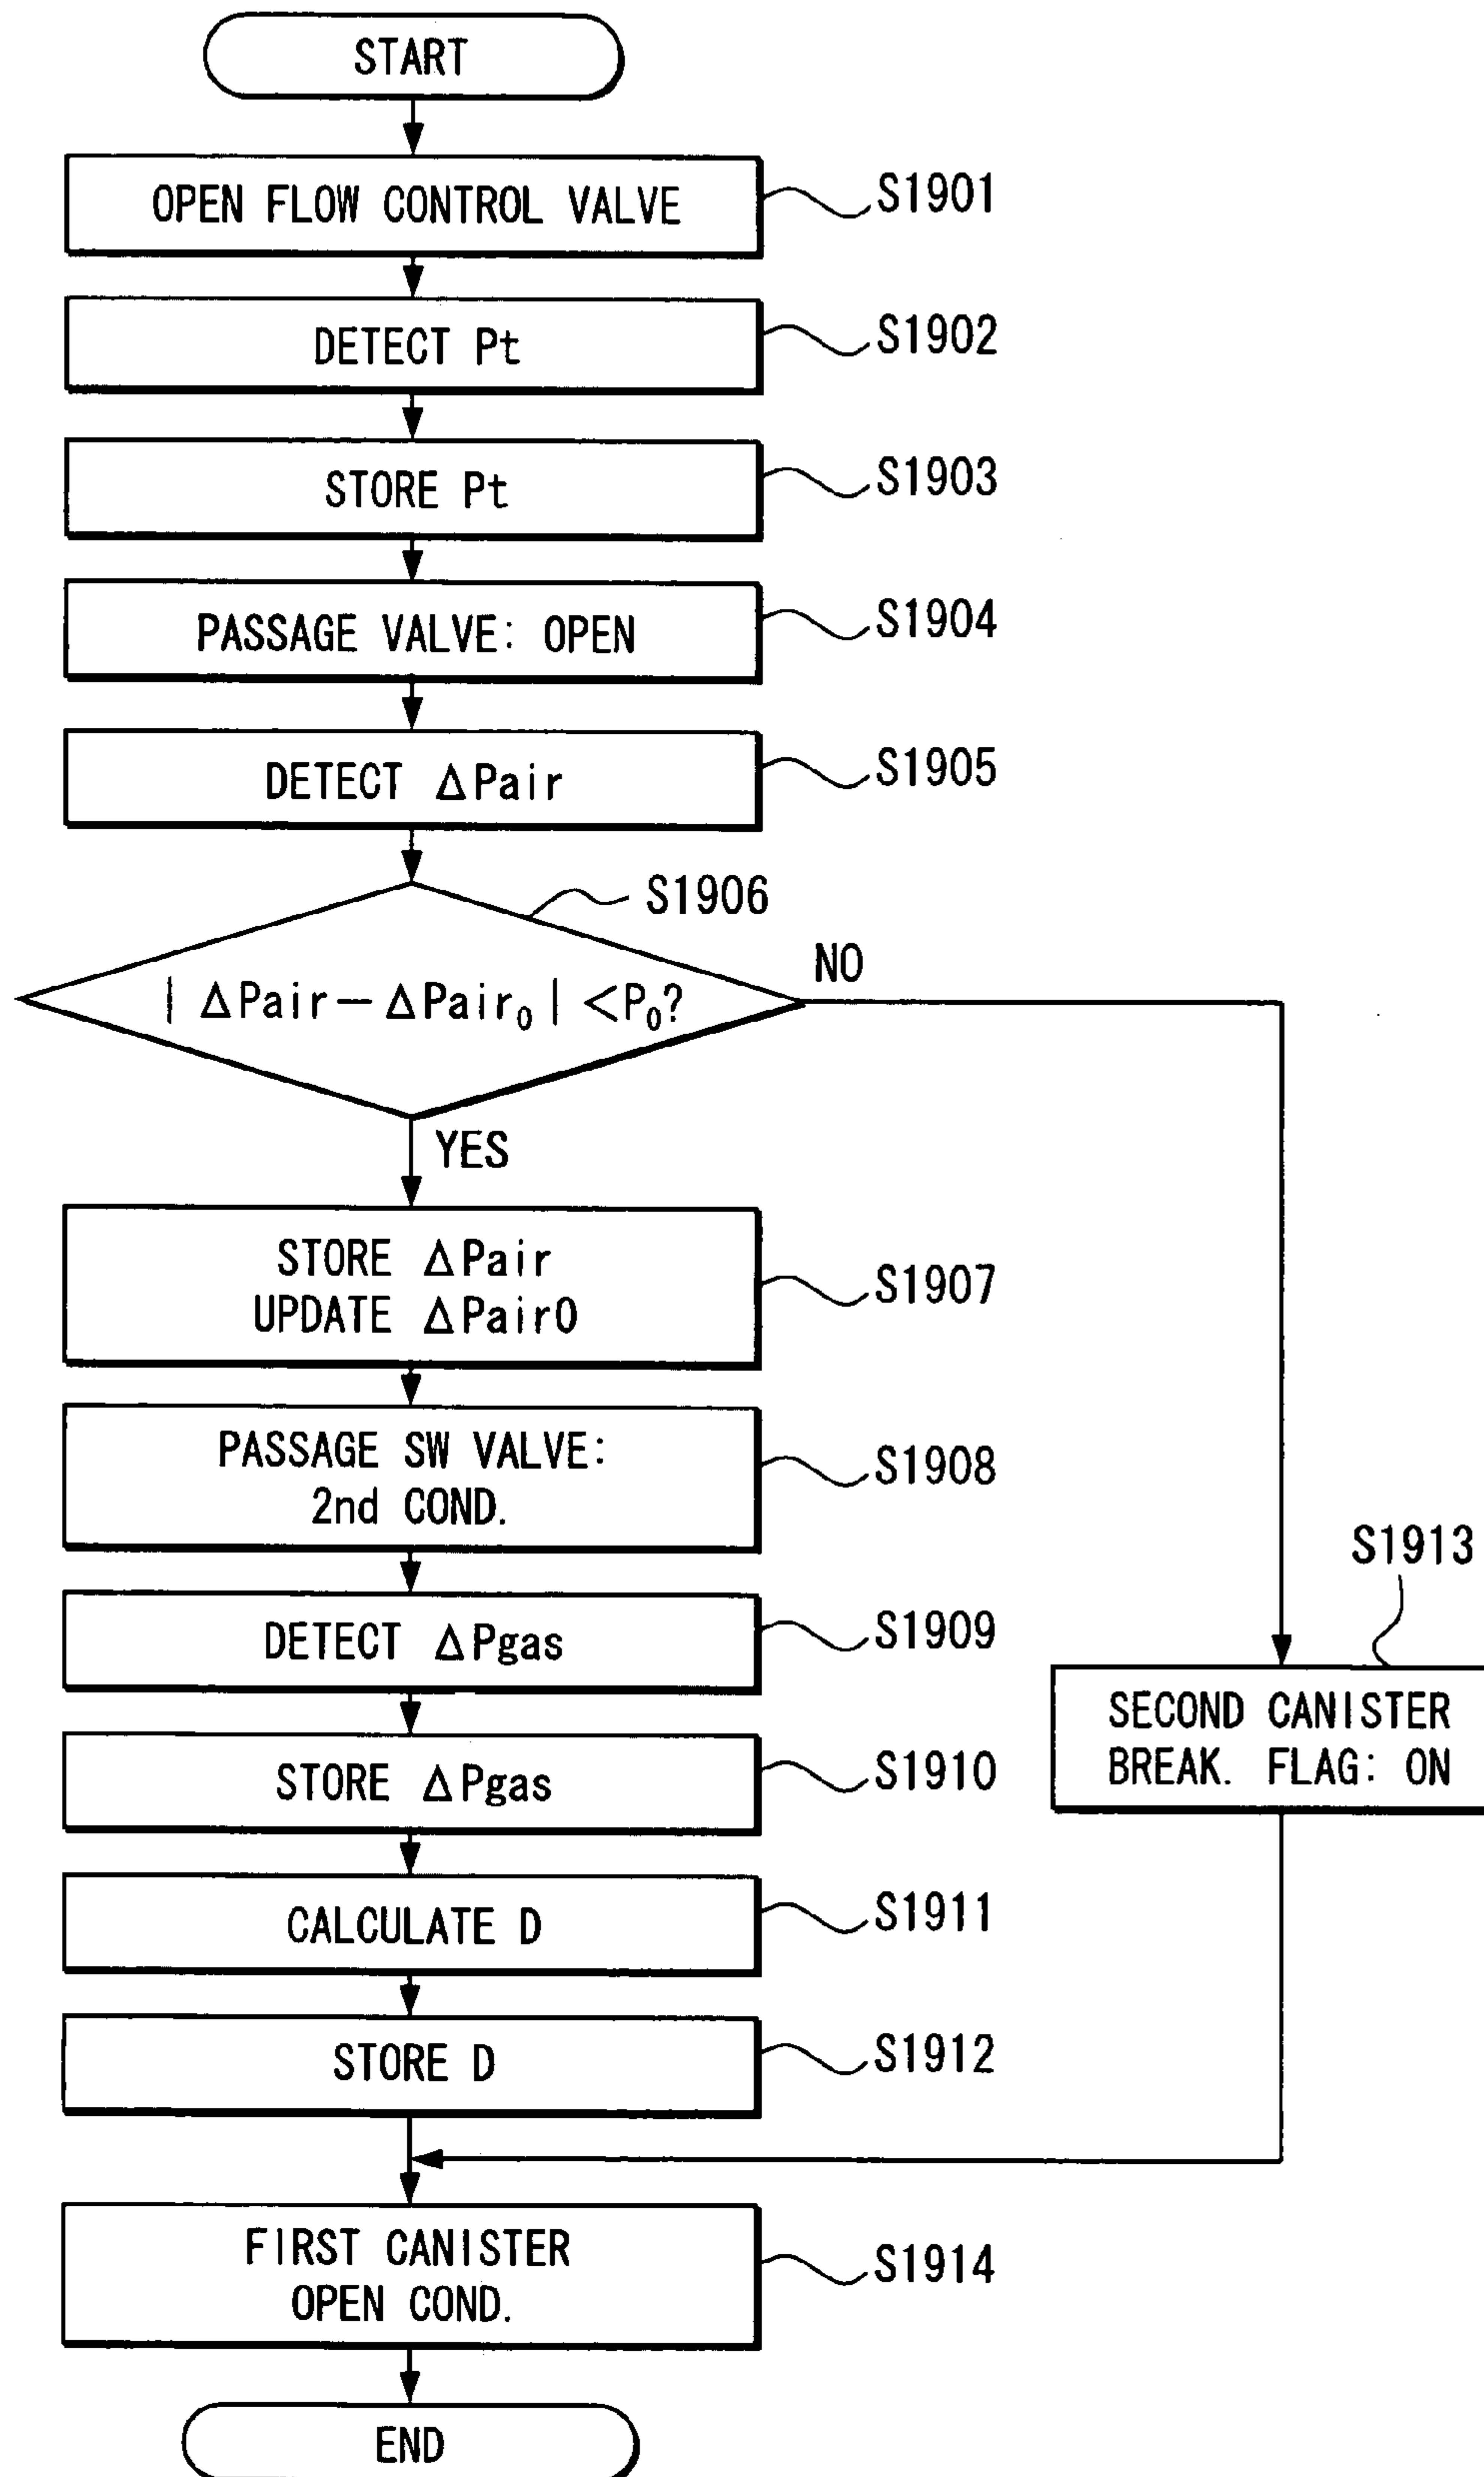 START
OPEN FLOW CONTROL VALVE
S1901
DETECT Pt
S1902
STORE Pt
S1903
PASSAGE VALVE: OPEN
S1904
DETECT ΔPair
S1905
S1906
| ΔPair－ΔPair₀ | <P₀?
NO
YES
STORE ΔPair
UPDATE ΔPair0
S1907
PASSAGE SW VALVE:
2nd COND.
S1908
DETECT ΔPgas
S1909
S1913
SECOND CANISTER
BREAK. FLAG: ON
STORE ΔPgas
S1910
CALCULATE D
S1911
STORE D
S1912
FIRST CANISTER
OPEN COND.
S1914
END